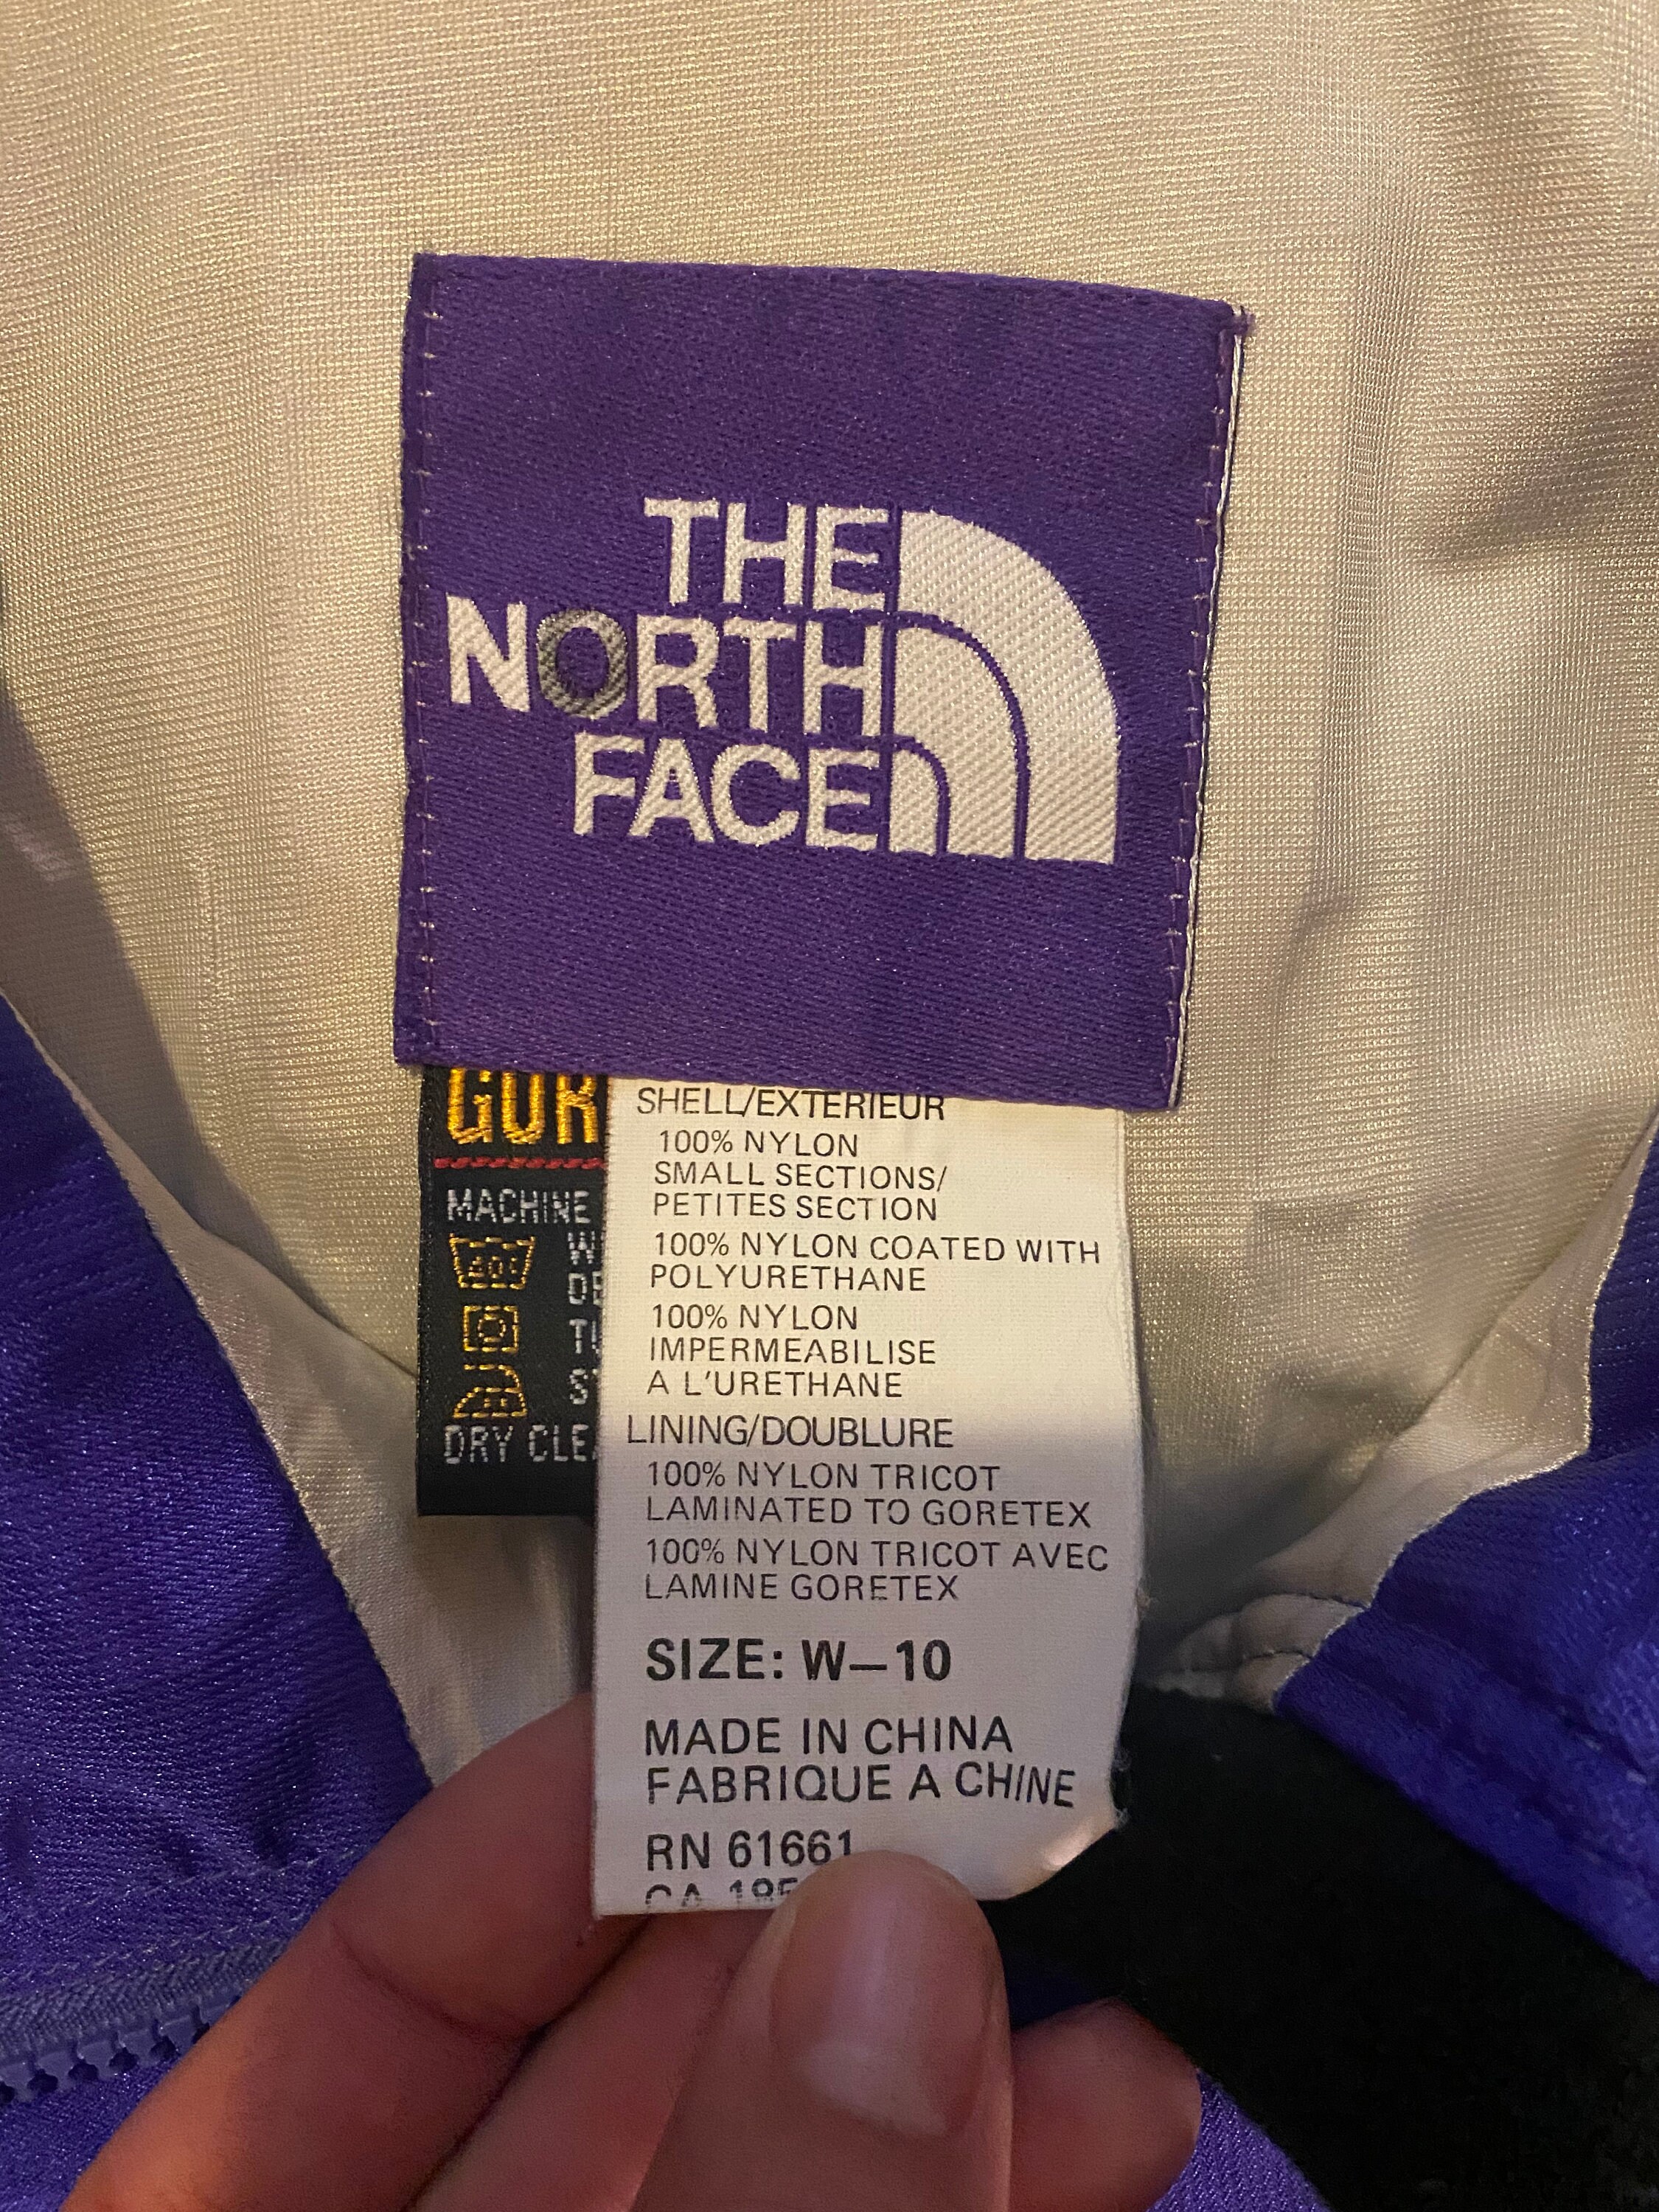 THE
NORTH
FACE
GOR
MACHINE
40
DRY
SHELL/EXTERIEUR
100% NYLON
SMALL SECTIONS/
PETITES SECTION
100% NYLON COATED WITH
POLYURETHANE
100% NYLON
IMPERMEABILISE
A L'URETHANE
LINING/DOUBLURE
100% NYLON TRICOT
LAMINATED TO GORETEX
100% NYLON TRICOT AVEC
LAMINE GORETEX
SIZE: W—10
MADE IN CHINA
FABRIQUE A CHINE
RN 61661
CA